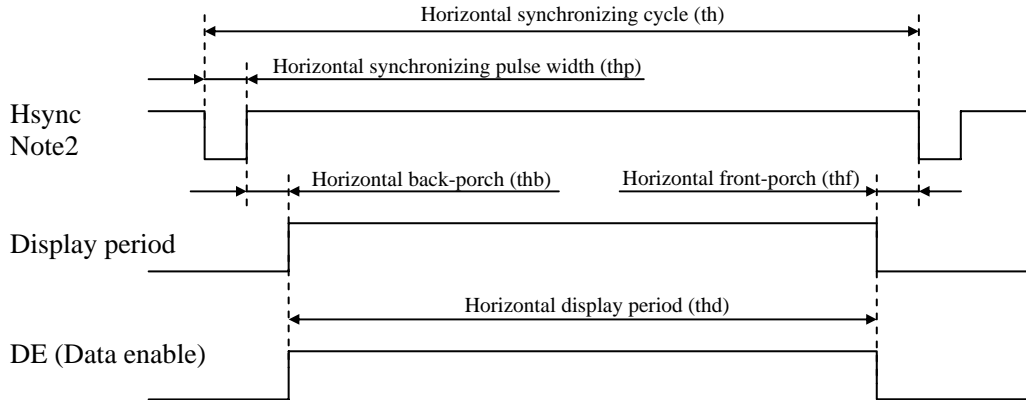 Horizontal synchronizing cycle (th)
Horizontal synchronizing pulse width (thp)
Hsync
Note2
Horizontal back-porch (thb)
Horizontal front-porch (thf)
Display period
Horizontal display period (thd)
DE (Data enable)